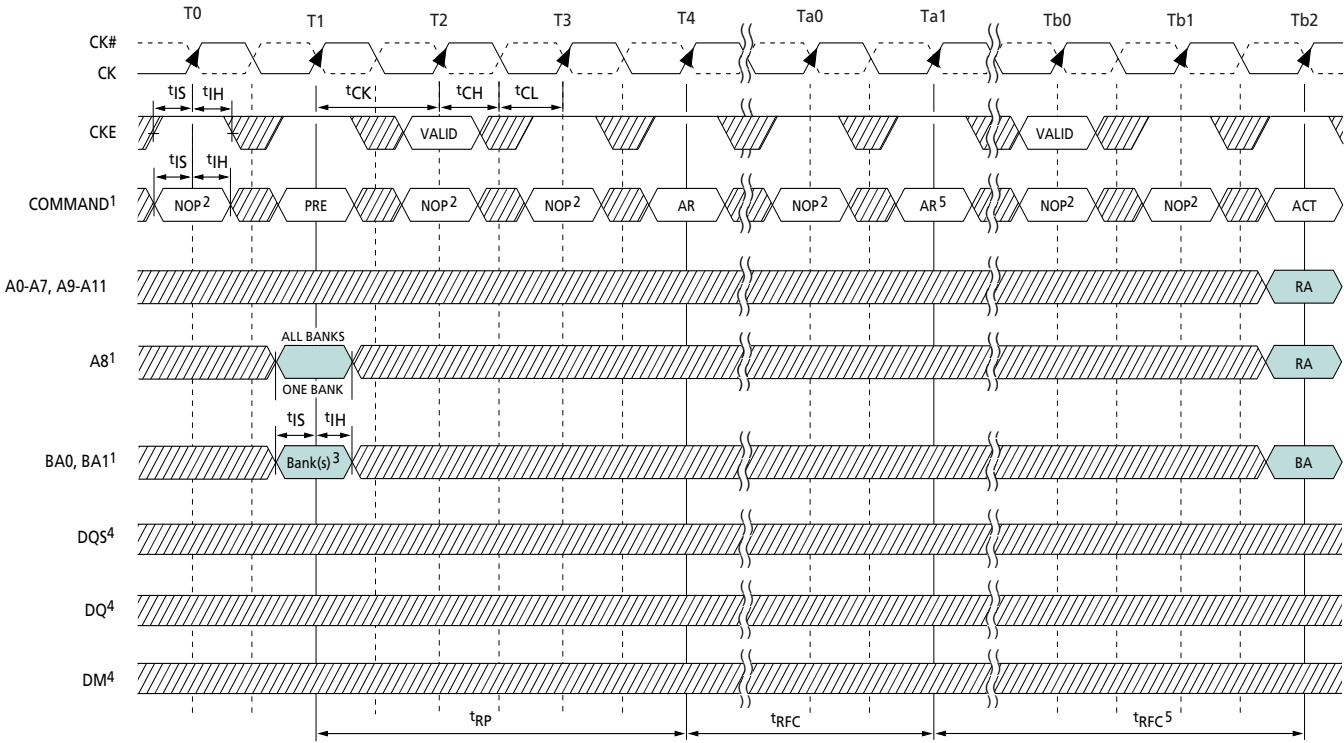 T0 T1 T2 T3 T4 Ta0 Ta1 Tb0 Tb1 Tb2
CK#
CK
tIS tIH tCK tCH tCL
CKE VALID VALID
tIS tIH
COMMAND1 NOP2 PRE NOP2 NOP2 AR NOP2 AR5 NOP2 NOP2 ACT
A0-A7, A9-A11 RA
ALL BANKS
A81 RA
ONE BANK
tIS tIH
BA0, BA11 Bank(s)3 BA
DQS4
DQ4
DM4
tRP tRFC tRFC5